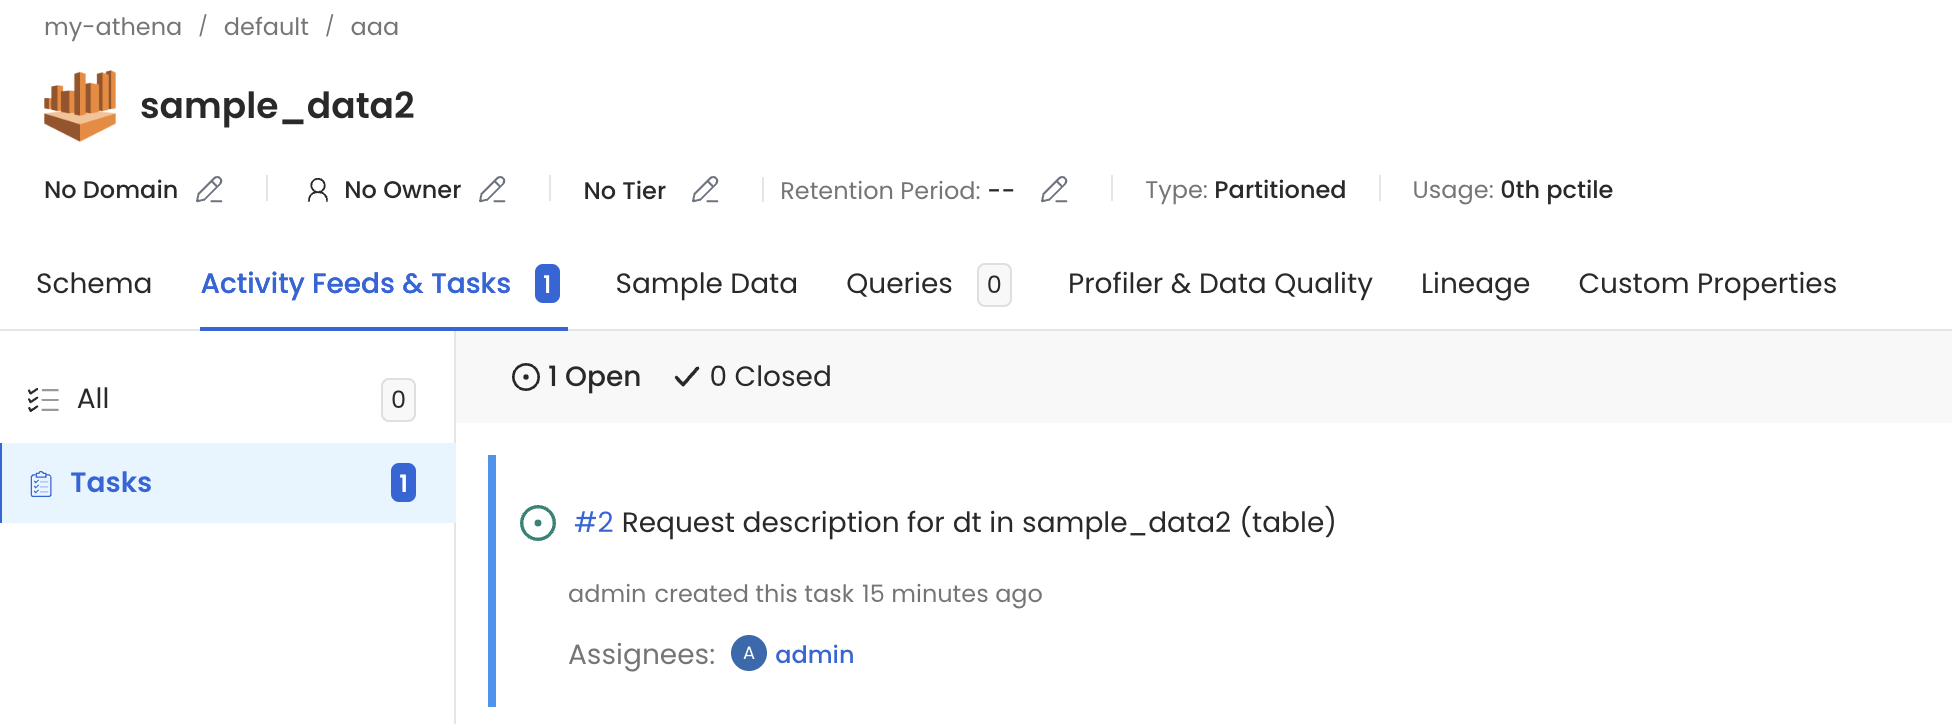 my-athena / default / aaa
sample_data2
No Domain No Owner No Tier Retention Period: -- Type: Partitioned Usage: 0th pctile
Schema Activity Feeds & Tasks 1 Sample Data Queries 0 Profiler & Data Quality Lineage Custom Properties
All 0
1 Open 0 Closed
Tasks 1
#2 Request description for dt in sample_data2 (table)
admin created this task 15 minutes ago
Assignees: A admin